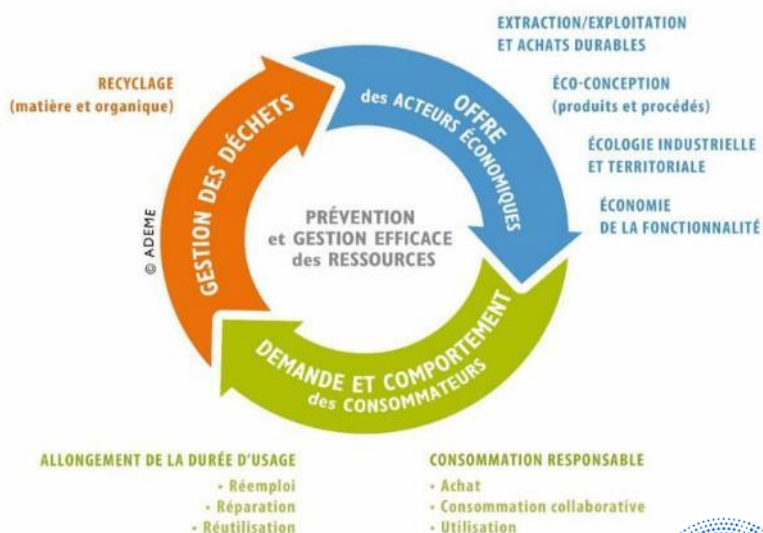 EXTRACTION/EXPLOITATION
ET ACHATS DURABLES
RECYCLAGE
(matière et organique)
ÉCO-CONCEPTION
(produits et procédés)
ÉCOLOGIE INDUSTRIELLE
ET TERRITORIALE
ÉCONOMIE
DE LA FONCTIONNALITÉ
OFFRE
des ACTEURS ÉCONOMIQUES
GESTION DES DÉCHETS
© ADEME
PRÉVENTION
et GESTION EFFICACE
des RESSOURCES
DEMANDE ET COMPORTEMENT
des CONSOMMATEURS
ALLONGEMENT DE LA DURÉE D'USAGE
• Réemploi
• Réparation
• Réutilisation
CONSOMMATION RESPONSABLE
• Achat
• Consommation collaborative
• Utilisation